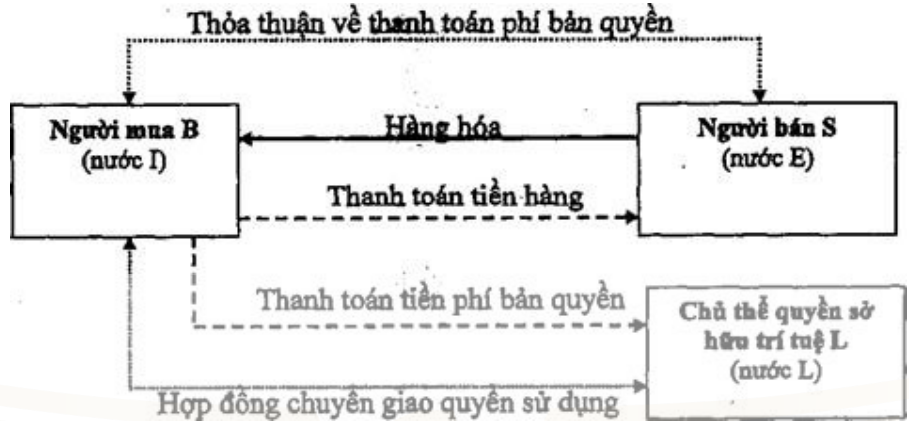 Thỏa thuận về thanh toán phí bản quyền
Người mua B
(nước I)
Hàng hóa
Người bán S
(nước E)
Thanh toán tiền hàng
Thanh toán tiền phí bản quyền
Chủ thể quyền sở
hữu trí tuệ L
(nước L)
Hợp đồng chuyên giao quyền sử dụng